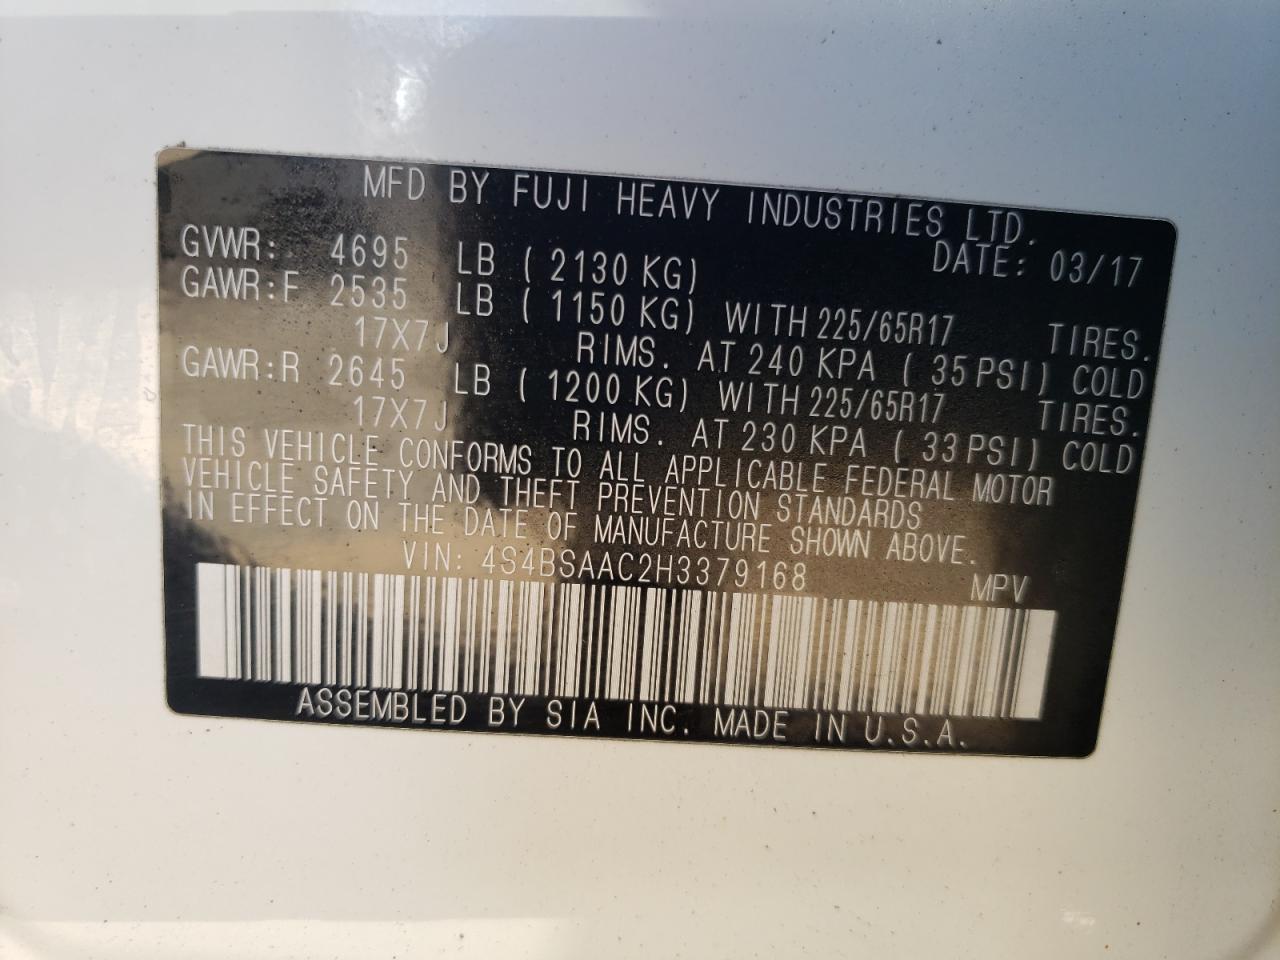 MFD BY FUJI HEAVY INDUSTRIES LTD.
GVWR: 4695 LB ( 2130 KG) DATE: 03/17
GAWR:F 2535 LB ( 1150 KG) WITH 225/65R17 TIRES.
17X7J RIMS. AT 240 KPA ( 35 PSI) COLD
GAWR:R 2645 LB ( 1200 KG) WITH 225/65R17 TIRES.
17X7J RIMS. AT 230 KPA ( 33 PSI) COLD
THIS VEHICLE CONFORMS TO ALL APPLICABLE FEDERAL MOTOR
VEHICLE SAFETY AND THEFT PREVENTION STANDARDS
IN EFFECT ON THE DATE OF MANUFACTURE SHOWN ABOVE.
VIN: 4S4BSAAC2H3379168 MPV
ASSEMBLED BY SIA INC. MADE IN U.S.A.